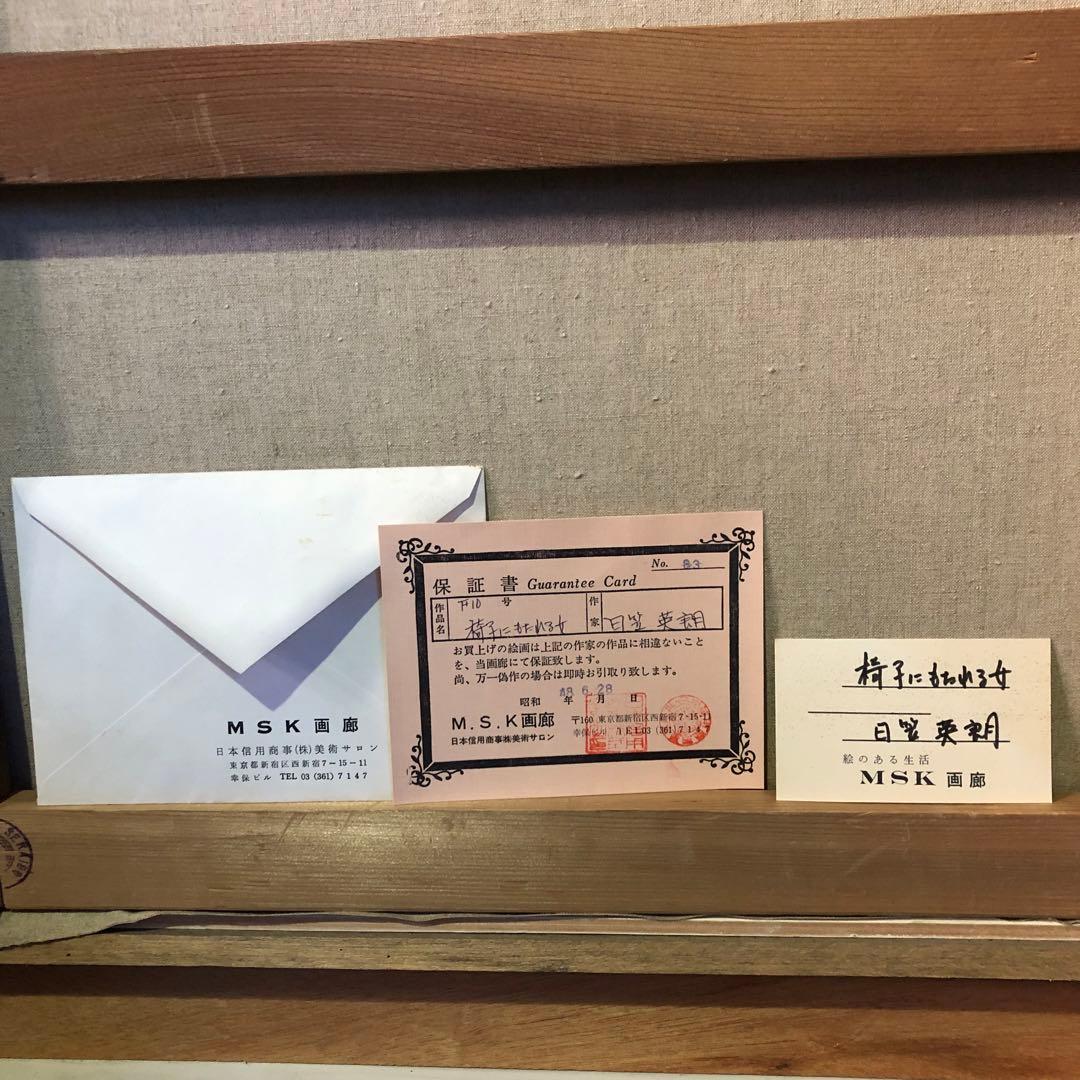 MSK画廊
日本信用商事(株)美術サロン
東京都新宿区西新宿7-15-11
幸保ビル TEL 03 (361) 7147
No. 83
保証書 Guarantee Card
作品名 F10 号 作家
椅子にもたれる女 日笠 英朗
お買上げの絵画は上記の作家の作品に相違ないこと
を、当画廊にて保証致します。
尚、万一偽作の場合は即時お引取り致します。
48.6.28
昭和 年 月 日
M.S.K画廊 〒160 東京都新宿区西新宿7-15-11
日本信用商事㈱美術サロン 幸保ビル TEL03(361)7147
椅子にもたれる女
日笠 英朗
絵のある生活
MSK画廊